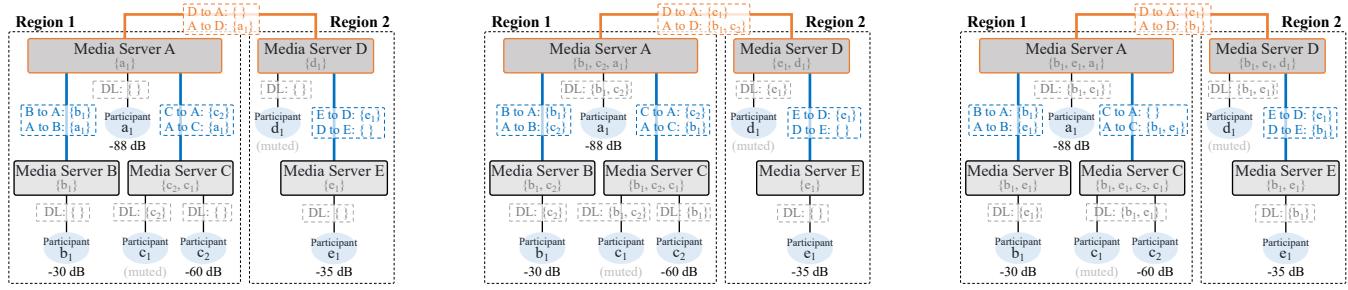 Region 1
D to A: { }
A to D: {a₁}
Region 2
Media Server A
{a₁}
Media Server D
{d₁}
B to A: {b₁}
A to B: {a₁}
DL: { }
Participant
a₁
-88 dB
C to A: {c₂}
A to C: {a₁}
DL: { }
Participant
d₁
(muted)
E to D: {e₁}
D to E: { }
Media Server B
{b₁}
Media Server C
{c₂, c₁}
Media Server E
{e₁}
DL: { }
DL: {c₂}
DL: { }
DL: { }
Participant
b₁
-30 dB
Participant
c₁
(muted)
Participant
c₂
-60 dB
Participant
e₁
-35 dB
Region 1
D to A: {e₁}
A to D: {b₁, c₂}
Region 2
Media Server A
{b₁, c₂, a₁}
Media Server D
{e₁, d₁}
B to A: {b₁}
A to B: {c₂}
DL: {b₁, c₂}
Participant
a₁
-88 dB
C to A: {c₂}
A to C: {b₁}
DL: {e₁}
Participant
d₁
(muted)
E to D: {e₁}
D to E: { }
Media Server B
{b₁, c₂}
Media Server C
{b₁, c₂, c₁}
Media Server E
{e₁}
DL: {c₂}
DL: {b₁, c₂}
DL: {b₁}
DL: { }
Participant
b₁
-30 dB
Participant
c₁
(muted)
Participant
c₂
-60 dB
Participant
e₁
-35 dB
Region 1
D to A: {e₁}
A to D: {b₁}
Region 2
Media Server A
{b₁, e₁, a₁}
Media Server D
{b₁, e₁, d₁}
B to A: {b₁}
A to B: {e₁}
DL: {b₁, e₁}
Participant
a₁
-88 dB
C to A: { }
A to C: {b₁, e₁}
DL: {b₁, e₁}
Participant
d₁
(muted)
E to D: {e₁}
D to E: {b₁}
Media Server B
{b₁, e₁}
Media Server C
{b₁, e₁, c₂, c₁}
Media Server E
{b₁, e₁}
DL: {e₁}
DL: {b₁, e₁}
DL: {b₁}
Participant
b₁
-30 dB
Participant
c₁
(muted)
Participant
c₂
-60 dB
Participant
e₁
-35 dB